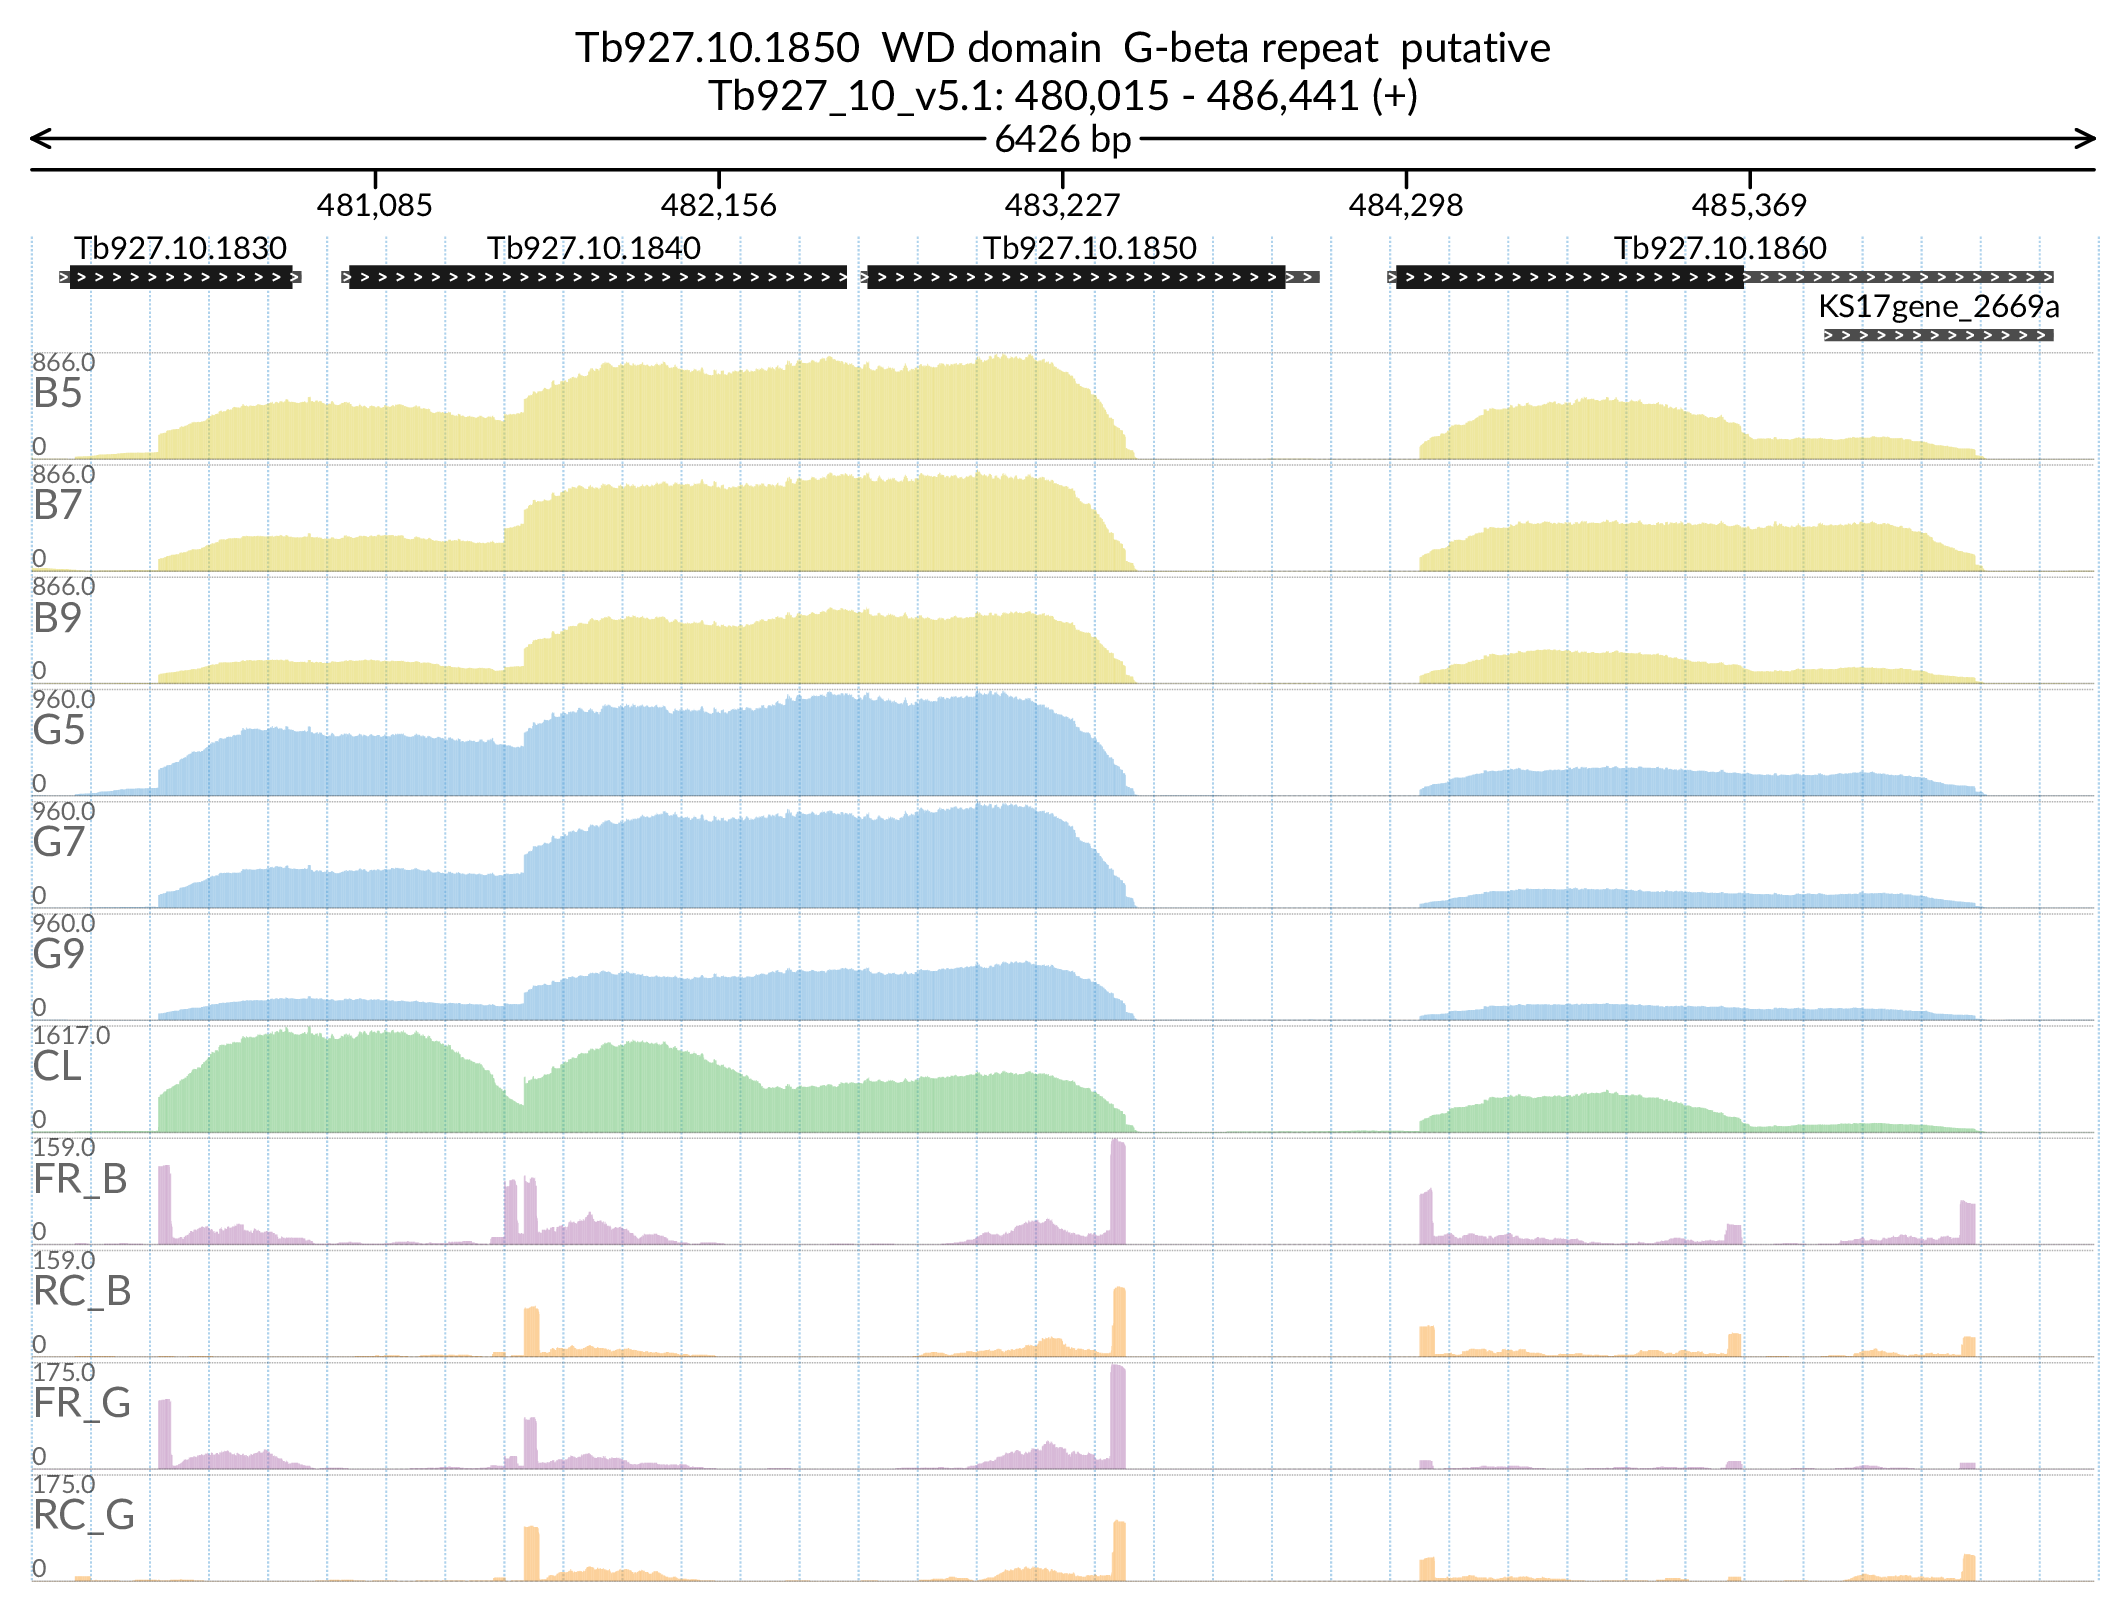 Tb927.10.1850  WD domain  G-beta repeat  putative
Tb927_10_v5.1: 480,015 - 486,441 (+)
6426 bp
481,085 482,156 483,227 484,298 485,369
Tb927.10.1830 Tb927.10.1840 Tb927.10.1850 Tb927.10.1860
KS17gene_2669a
866.0
B5
0
866.0
B7
0
866.0
B9
0
960.0
G5
0
960.0
G7
0
960.0
G9
0
1617.0
CL
0
159.0
FR_B
0
159.0
RC_B
0
175.0
FR_G
0
175.0
RC_G
0